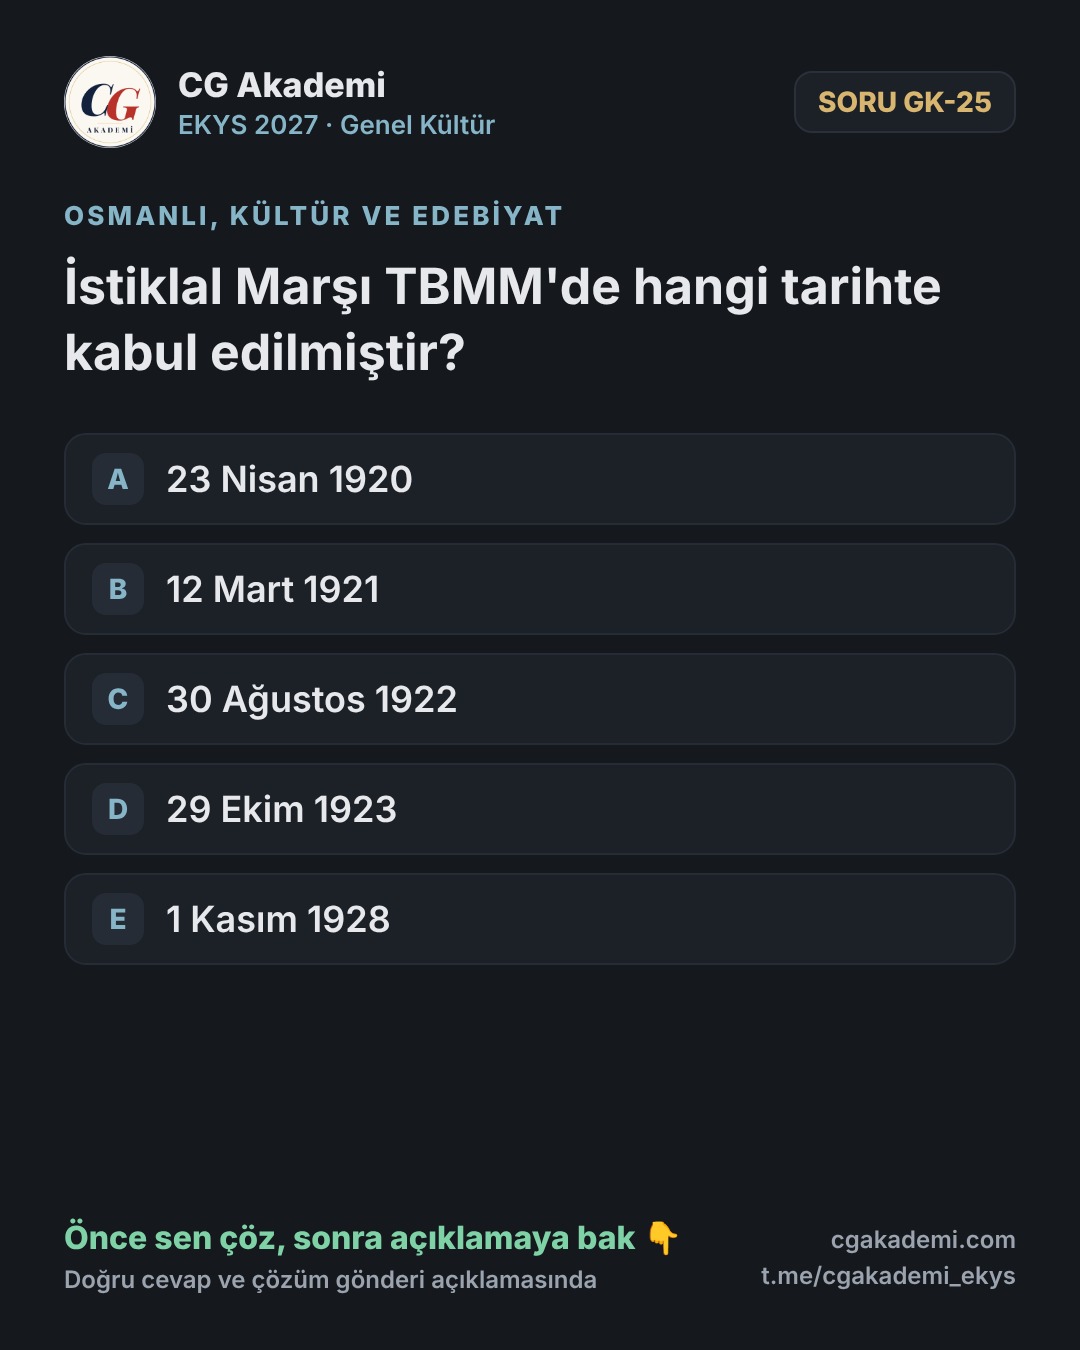 CG
AKADEMİ
CG Akademi
EKYS 2027 · Genel Kültür
SORU GK-25
OSMANLI, KÜLTÜR VE EDEBİYAT
İstiklal Marşı TBMM'de hangi tarihte
kabul edilmiştir?
A 23 Nisan 1920
B 12 Mart 1921
C 30 Ağustos 1922
D 29 Ekim 1923
E 1 Kasım 1928
Önce sen çöz, sonra açıklamaya bak 👇
Doğru cevap ve çözüm gönderi açıklamasında
cgakademi.com
t.me/cgakademi_ekys